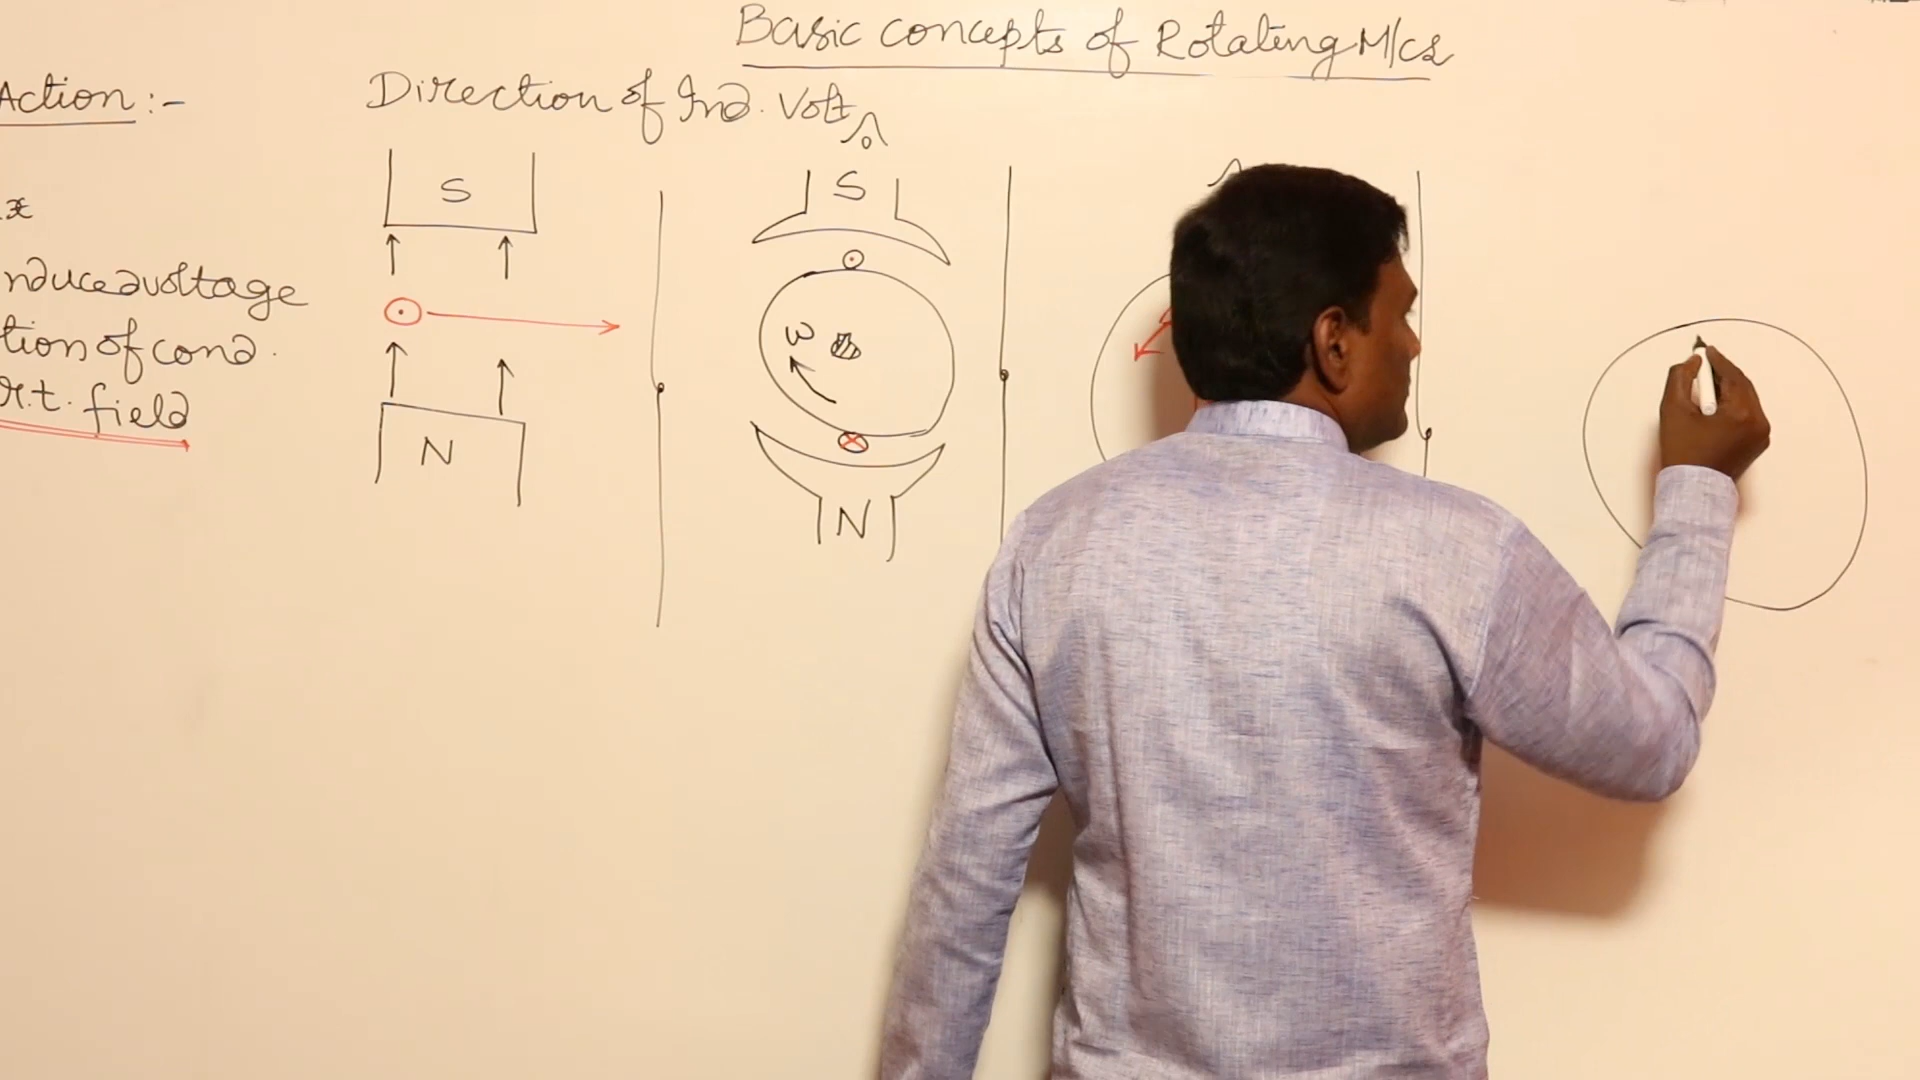 Basic concepts of Rotating M/cs
Action :-
Direction of Ind. Volt
S
S
nduced voltage
tion of cond.
r.t. field
ω
N
N